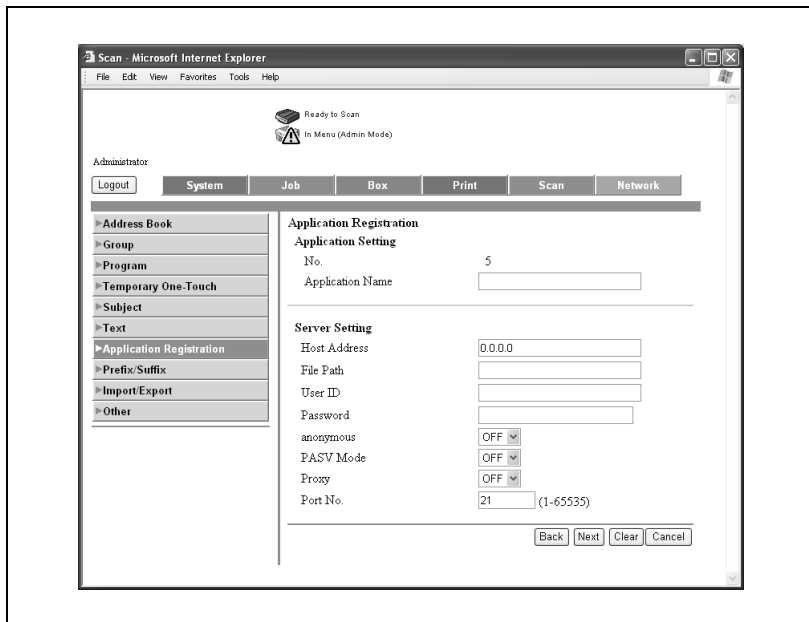 Scan - Microsoft Internet Explorer
File Edit View Favorites Tools Help
Ready to Scan
In Menu (Admin Mode)
Administrator
Logout System Job Box Print Scan Network
Address Book
Group
Program
Temporary One-Touch
Subject
Text
Application Registration
Prefix/Suffix
Import/Export
Other
Application Registration
Application Setting
No. 5
Application Name
Server Setting
Host Address 0.0.0.0
File Path
User ID
Password
anonymous OFF
PASV Mode OFF
Proxy OFF
Port No. 21 (1-65535)
Back Next Clear Cancel